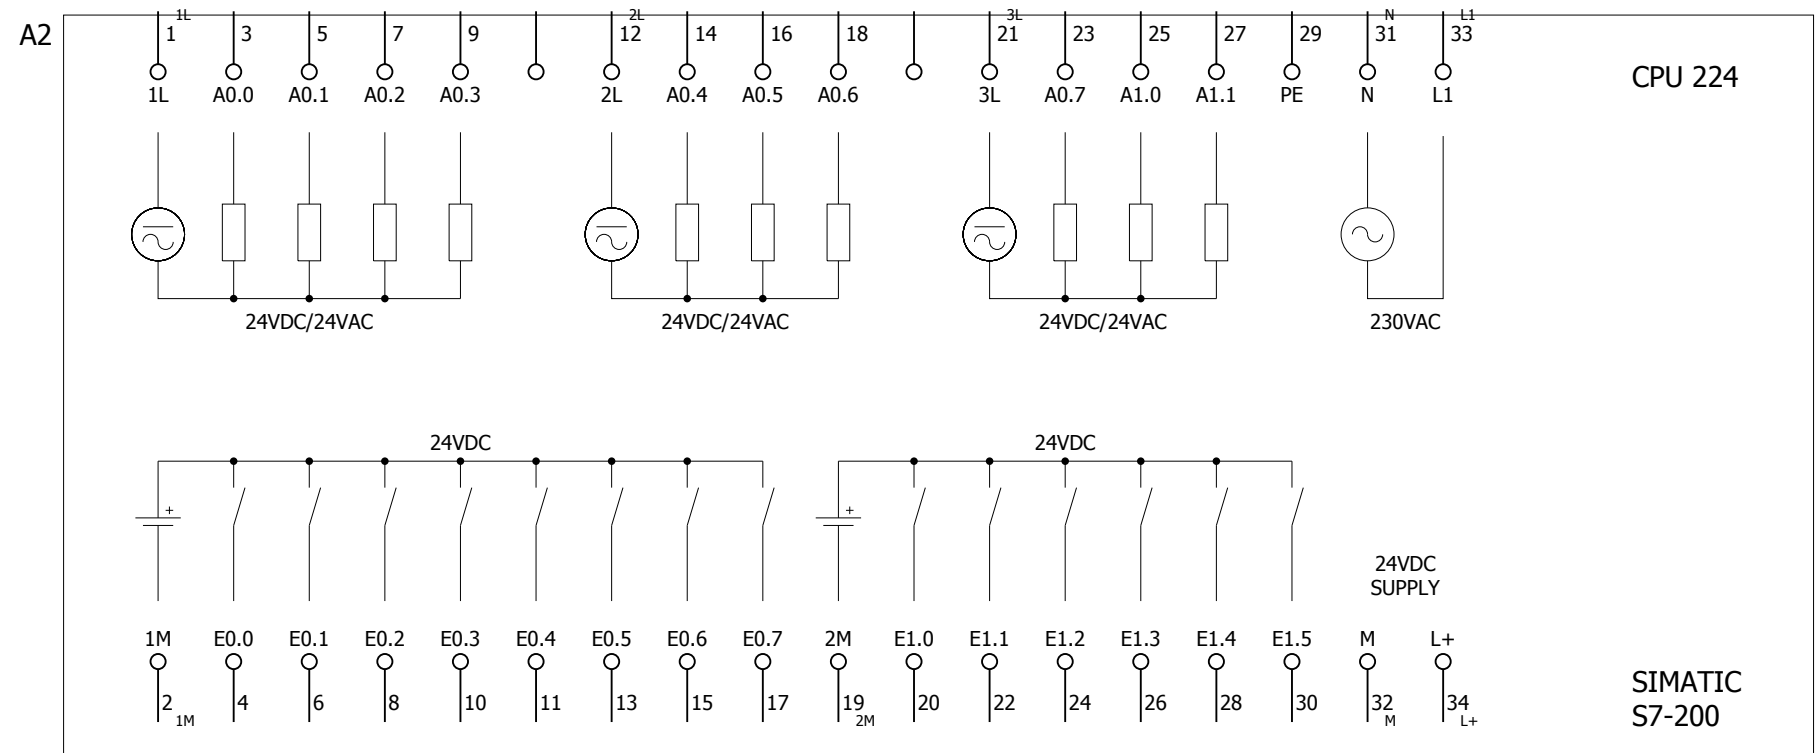 1L 2L 3L N L1
A2 1 3 5 7 9 12 14 16 18 21 23 25 27 29 31 33
1L A0.0 A0.1 A0.2 A0.3 2L A0.4 A0.5 A0.6 3L A0.7 A1.0 A1.1 PE N L1 CPU 224
24VDC/24VAC 24VDC/24VAC 24VDC/24VAC 230VAC
24VDC 24VDC
+ +
24VDC
SUPPLY
1M E0.0 E0.1 E0.2 E0.3 E0.4 E0.5 E0.6 E0.7 2M E1.0 E1.1 E1.2 E1.3 E1.4 E1.5 M L+
SIMATIC
2 4 6 8 10 11 13 15 17 19 20 22 24 26 28 30 32 34
1M 2M M L+ S7-200